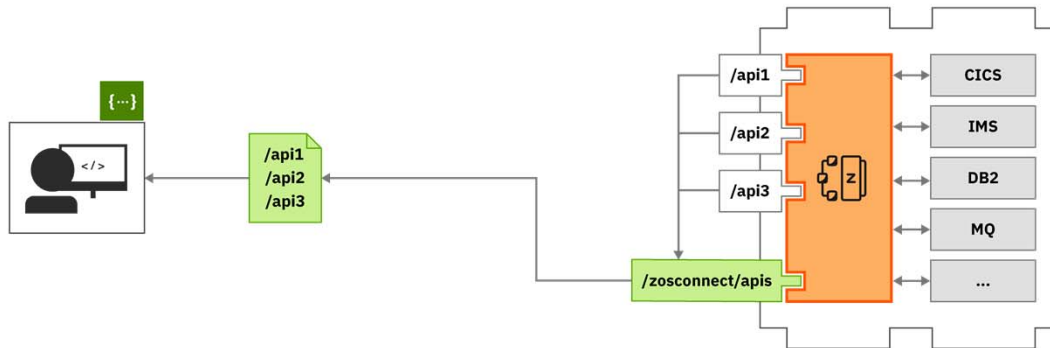 {...}
</>
/api1
/api2
/api3
/api1
/api2
/api3
/zosconnect/apis
Z
CICS
IMS
DB2
MQ
...